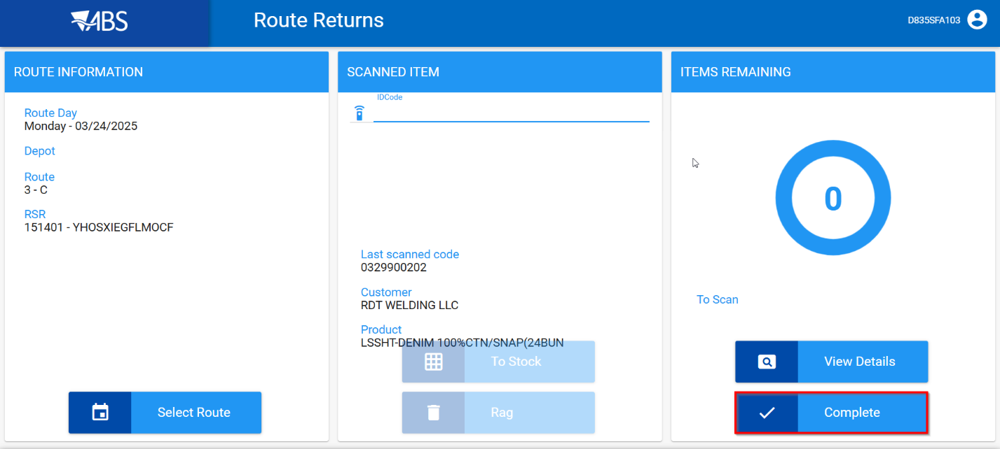 ABS
Route Returns
D835SFA103
ROUTE INFORMATION
Route Day
Monday - 03/24/2025
Depot
Route
3 - C
RSR
151401 - YHOSXIEGFLMOCF
Select Route
SCANNED ITEM
IDCode
Last scanned code
0329900202
Customer
RDT WELDING LLC
Product
LSSHT-DENIM 100%CTN/SNAP(24BUN
To Stock
Rag
ITEMS REMAINING
0
To Scan
View Details
Complete